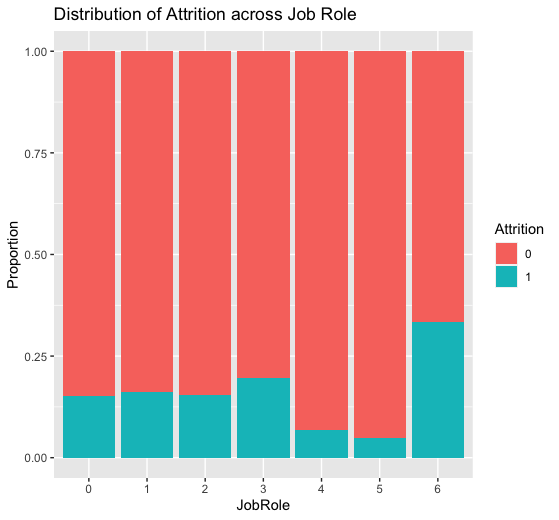 Distribution of Attrition across Job Role
1.00
0.75
0.50
0.25
0.00
Proportion
0 1 2 3 4 5 6
JobRole
Attrition
0
1